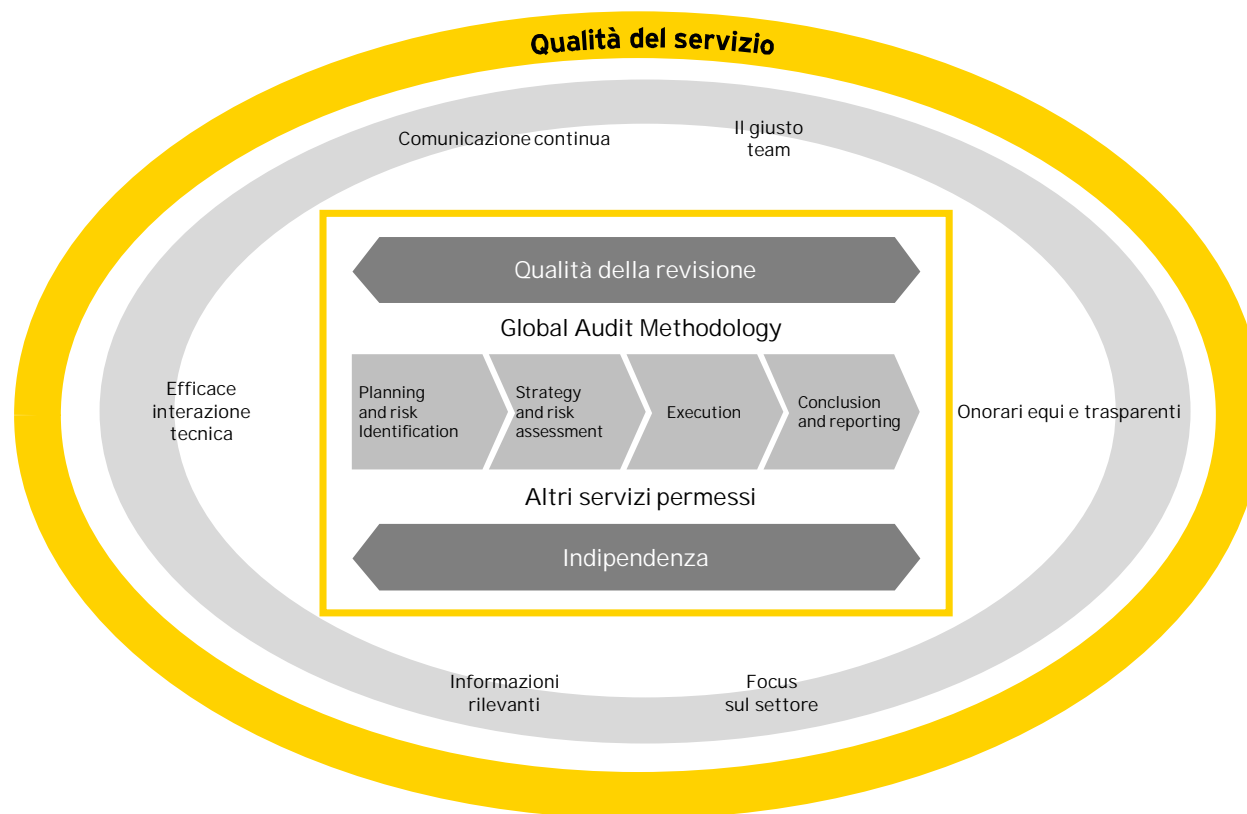 Qualità del servizio
Comunicazione continua
Il giusto
team
Qualità della revisione
Global Audit Methodology
Efficace
interazione
tecnica
Planning
and risk
Identification
Strategy
and risk
assessment
Execution
Conclusion
and reporting
Onorari equi e trasparenti
Altri servizi permessi
Indipendenza
Informazioni
rilevanti
Focus
sul settore